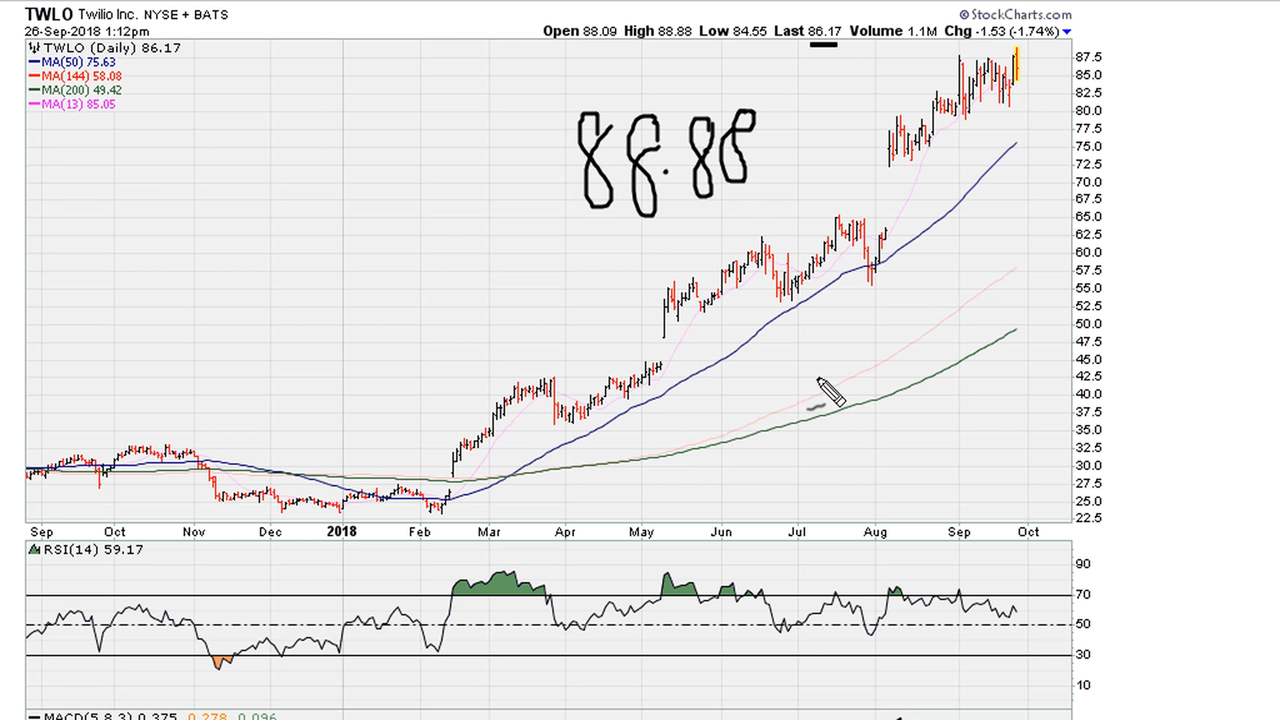 TWLO Twilio Inc. NYSE + BATS
© StockCharts.com
26-Sep-2018 1:12pm
Open 88.09 High 88.88 Low 84.55 Last 86.17 Volume 1.1M Chg -1.53 (-1.74%)
TWLO (Daily) 86.17
MA(50) 75.63
MA(144) 58.08
MA(200) 49.42
MA(13) 85.05
88.88
87.5
85.0
82.5
80.0
77.5
75.0
72.5
70.0
67.5
65.0
62.5
60.0
57.5
55.0
52.5
50.0
47.5
45.0
42.5
40.0
37.5
35.0
32.5
30.0
27.5
25.0
22.5
Sep Oct Nov Dec 2018 Feb Mar Apr May Jun Jul Aug Sep Oct
RSI(14) 59.17
90
70
50
30
10
MACD(5,8,3) 0.375, 0.278, 0.096